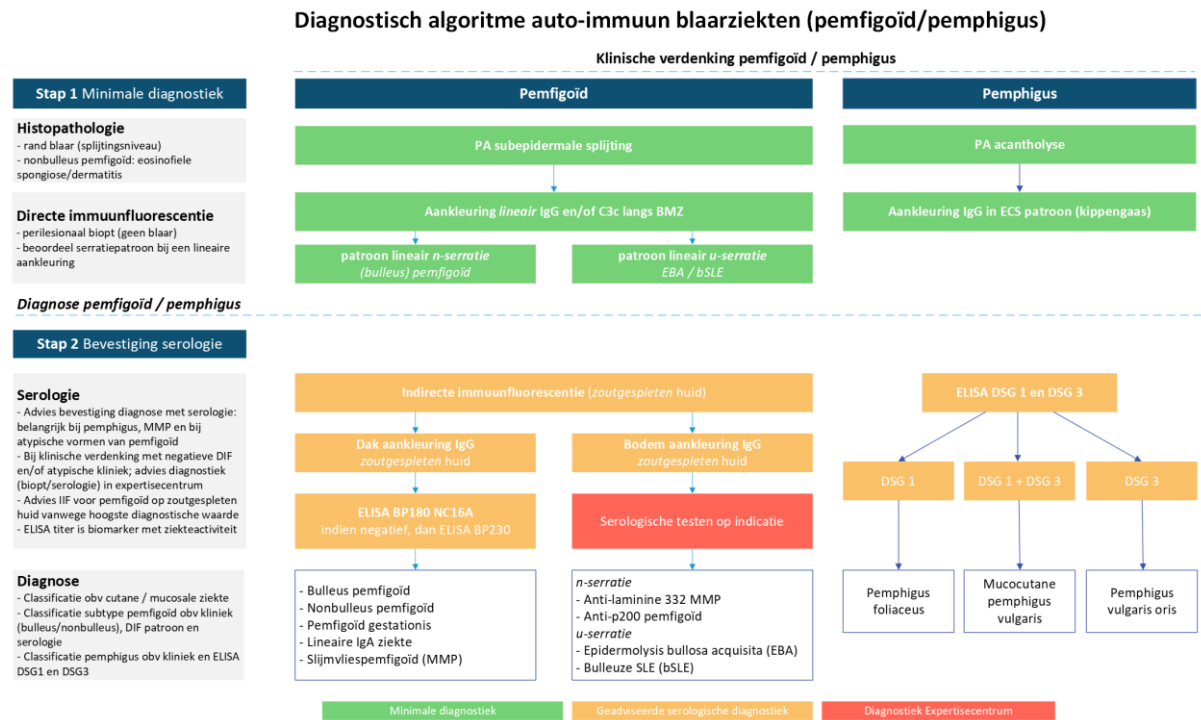 Diagnostisch algoritme auto-immuun blaarziekten (pemfigoïd/pemphigus)
Klinische verdenking pemfigoïd / pemphigus
Stap 1 Minimale diagnostiek
Pemfigoïd
Pemphigus
Histopathologie
- rand blaar (splijtingsniveau)
- nonbulleus pemfigoïd: eosinofiele
spongiose/dermatitis
PA subepidermale splijting
PA acantholyse
Directe immuunfluorescentie
- perilesionaal biopt (geen blaar)
- beoordeel serratiepatroon bij een lineaire
aankleuring
Aankleuring lineair IgG en/of C3c langs BMZ
Aankleuring IgG in ECS patroon (kippengaas)
patroon lineair n-serratie
(bulleus) pemfigoïd
patroon lineair u-serratie
EBA / bSLE
Diagnose pemfigoïd / pemphigus
Stap 2 Bevestiging serologie
Serologie
- Advies bevestiging diagnose met serologie:
belangrijk bij pemphigus, MMP en bij
atypische vormen van pemfigoïd
- Bij klinische verdenking met negatieve DIF
en/of atypische kliniek; advies diagnostiek
(biopt/serologie) in expertisecentrum
- Advies IIF voor pemfigoïd op zoutgespleten
huid vanwege hoogste diagnostische waarde
- ELISA titer is biomarker met ziekteactiviteit
Indirecte immuunfluorescentie (zoutgespleten huid)
Dak aankleuring IgG
zoutgespleten huid
Bodem aankleuring IgG
zoutgespleten huid
ELISA BP180 NC16A
indien negatief, dan ELISA BP230
Serologische testen op indicatie
ELISA DSG 1 en DSG 3
DSG 1
DSG 1 + DSG 3
DSG 3
Diagnose
- Classificatie obv cutane / mucosale ziekte
- Classificatie subtype pemfigoïd obv kliniek
(bulleus/nonbulleus), DIF patroon en
serologie
- Classificatie pemphigus obv kliniek en ELISA
DSG1 en DSG3
- Bulleus pemfigoïd
- Nonbulleus pemfigoïd
- Pemfigoïd gestationis
- Lineaire IgA ziekte
- Slijmvliespemfigoïd (MMP)
n-serratie
- Anti-laminine 332 MMP
- Anti-p200 pemfigoïd
u-serratie
- Epidermolysis bullosa acquisita (EBA)
- Bulleuze SLE (bSLE)
Pemphigus
foliaceus
Mucocutane
pemphigus
vulgaris
Pemphigus
vulgaris oris
Minimale diagnostiek
Geadviseerde serologische diagnostiek
Diagnostiek Expertisecentrum